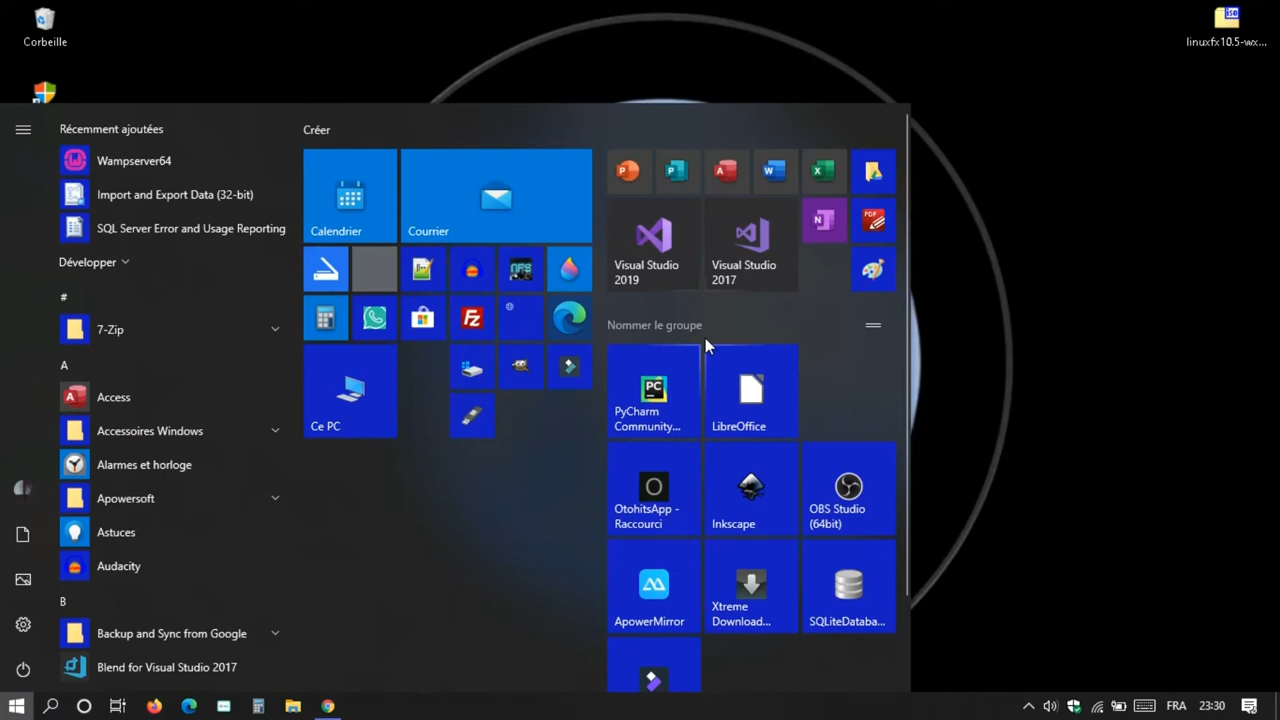 Corbeille
linuxfx10.5-wx...
Récemment ajoutées
Wampserver64
Import and Export Data (32-bit)
SQL Server Error and Usage Reporting
Développer
#
7-Zip
A
Access
Accessoires Windows
Alarmes et horloge
Apowersoft
Astuces
Audacity
B
Backup and Sync from Google
Blend for Visual Studio 2017
Créer
Calendrier
Courrier
Ce PC
Visual Studio
2019
Visual Studio
2017
Nommer le groupe
PyCharm
Community...
LibreOffice
OtohitsApp -
Raccourci
Inkscape
OBS Studio
(64bit)
ApowerMirror
Xtreme
Download...
SQLiteDataba...
FRA
23:30